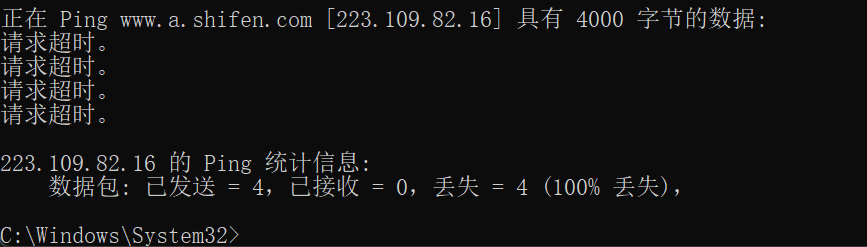 正在 Ping www.a.shifen.com [223.109.82.16] 具有 4000 字节的数据:
请求超时。
请求超时。
请求超时。
请求超时。
223.109.82.16 的 Ping 统计信息:
数据包: 已发送 = 4，已接收 = 0，丢失 = 4 (100% 丢失)，
C:\Windows\System32>